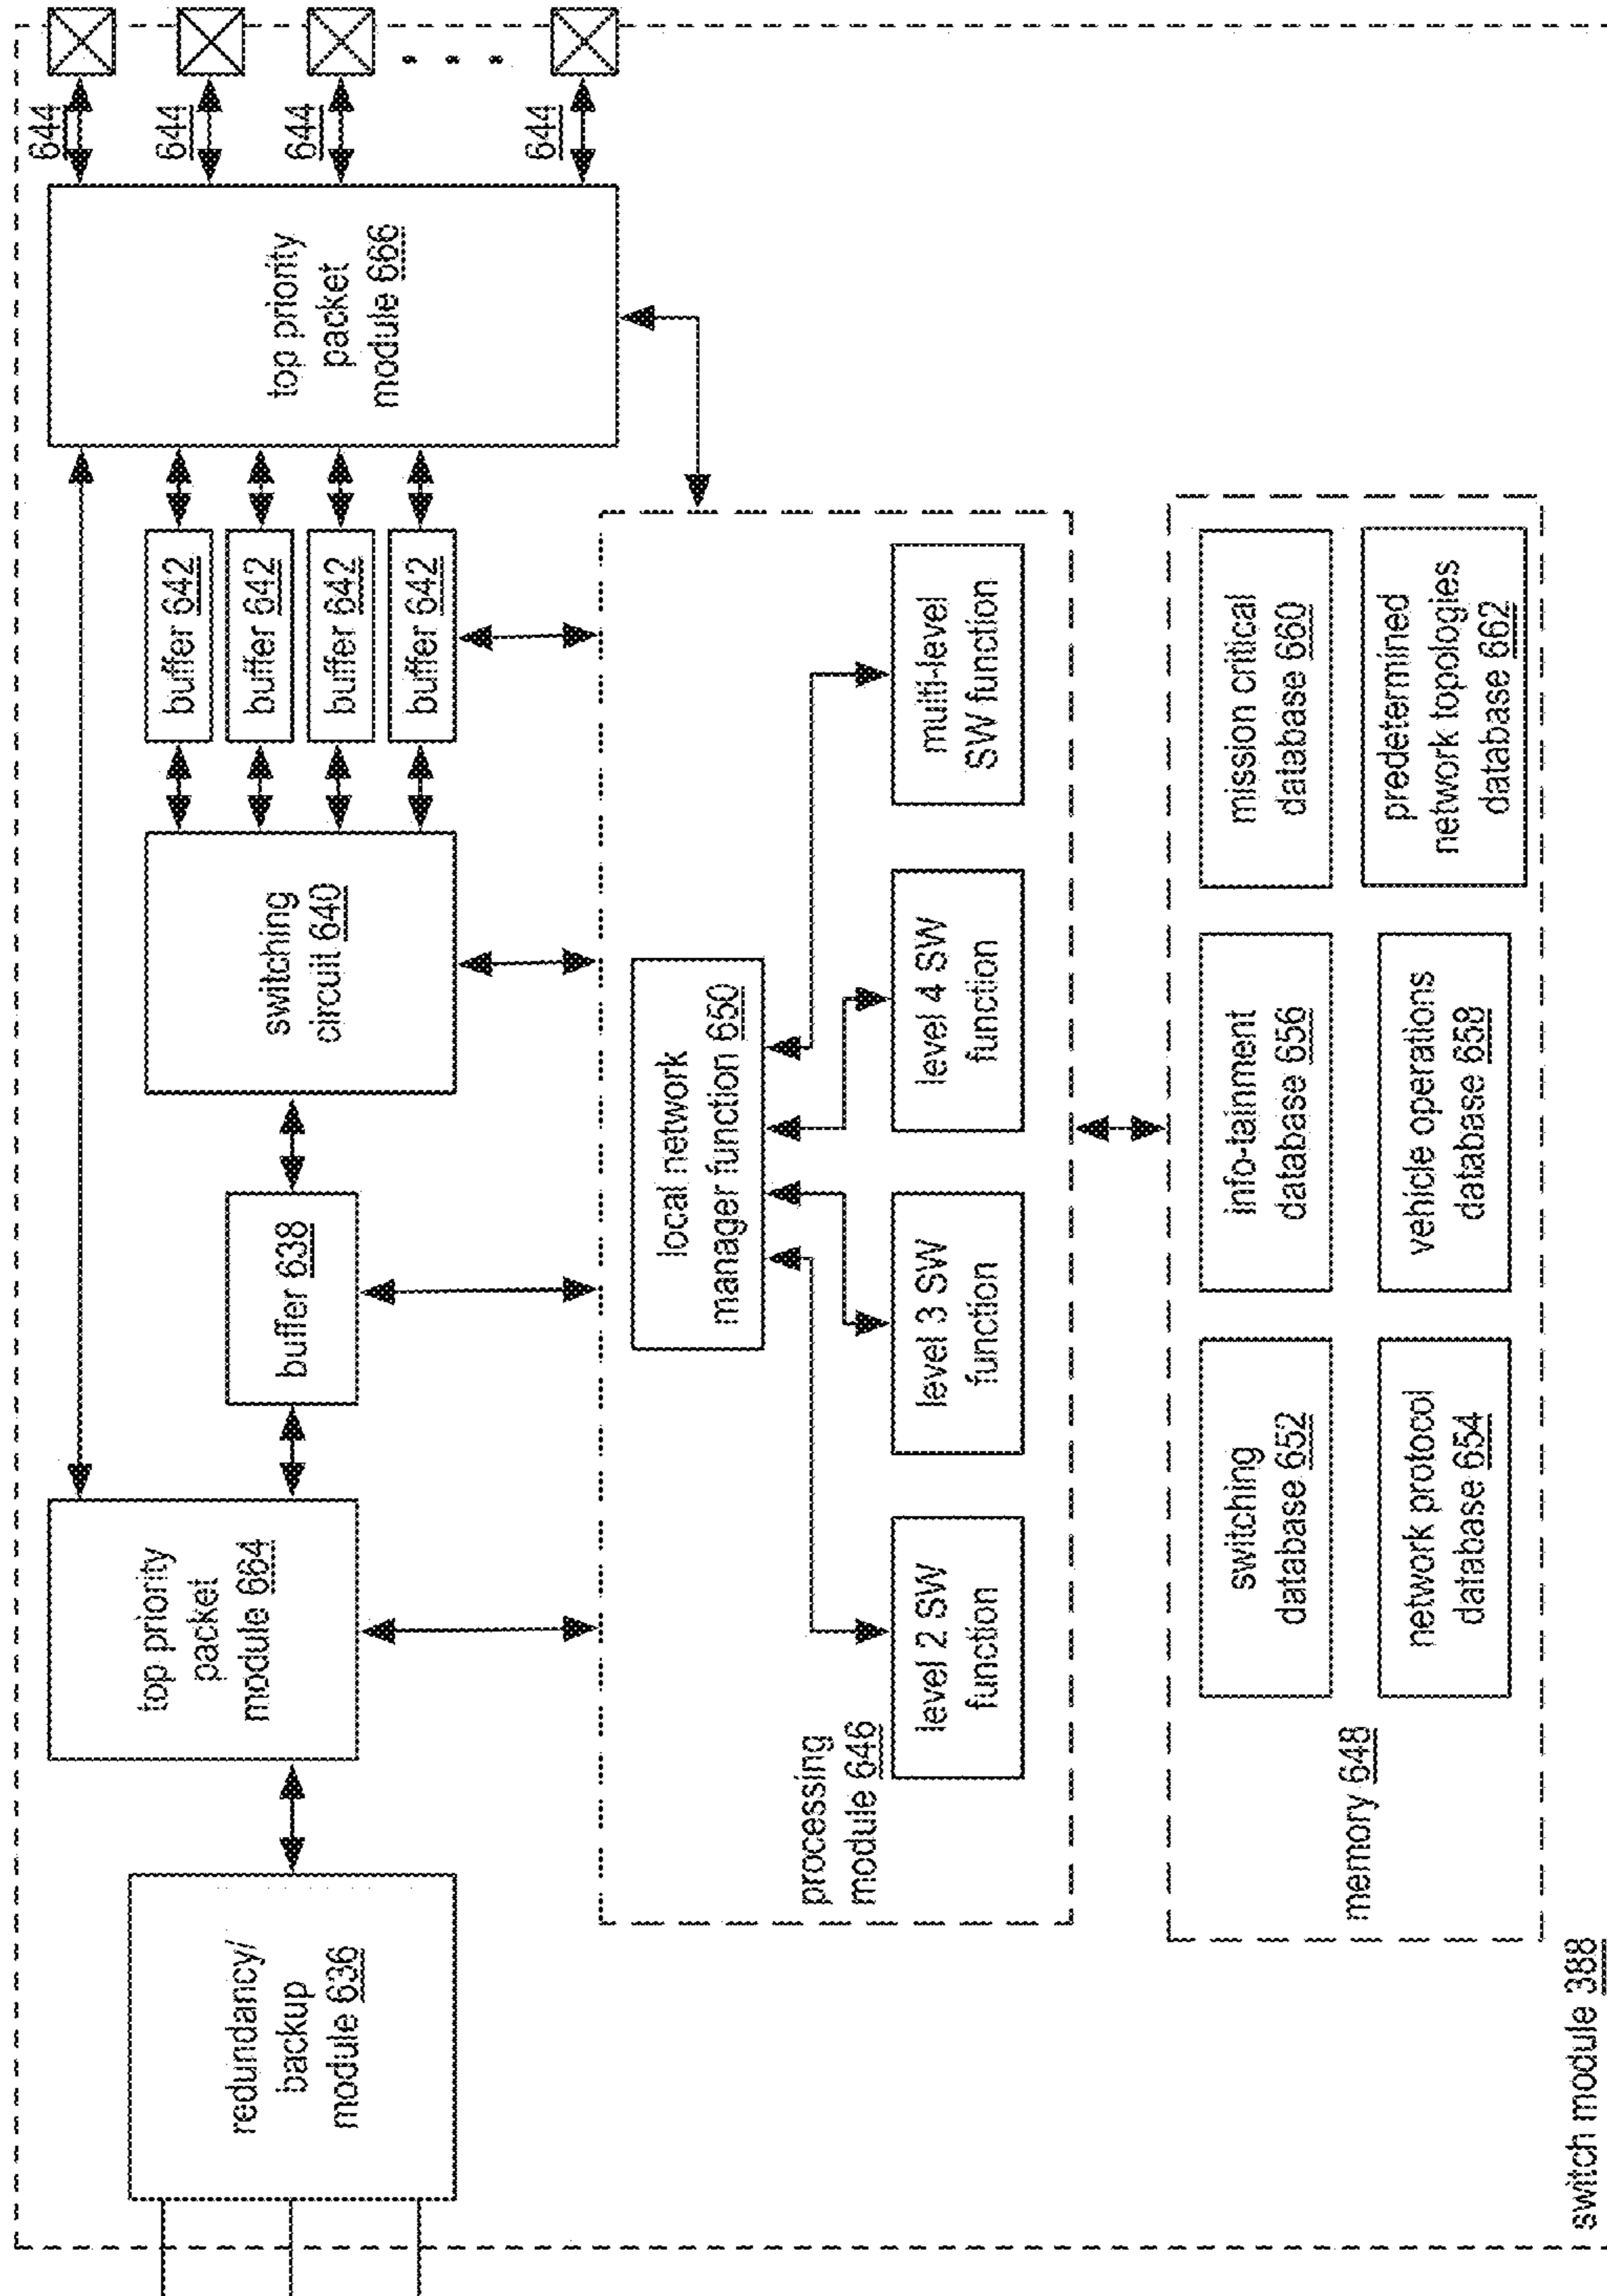 redundancy/
backup
module 636
top priority
packet
module 664
buffer 638
switching
circuit 640
buffer 642
buffer 642
buffer 642
buffer 642
top priority
packet
module 666
644
644
644
644
processing
module 646
local network
manager function 650
level 2 SW
function
level 3 SW
function
level 4 SW
function
multi-level
SW function
memory 648
switching
database 652
info-tainment
database 656
mission critical
database 660
network protocol
database 654
vehicle operations
database 658
predetermined
network topologies
database 662
switch module 388